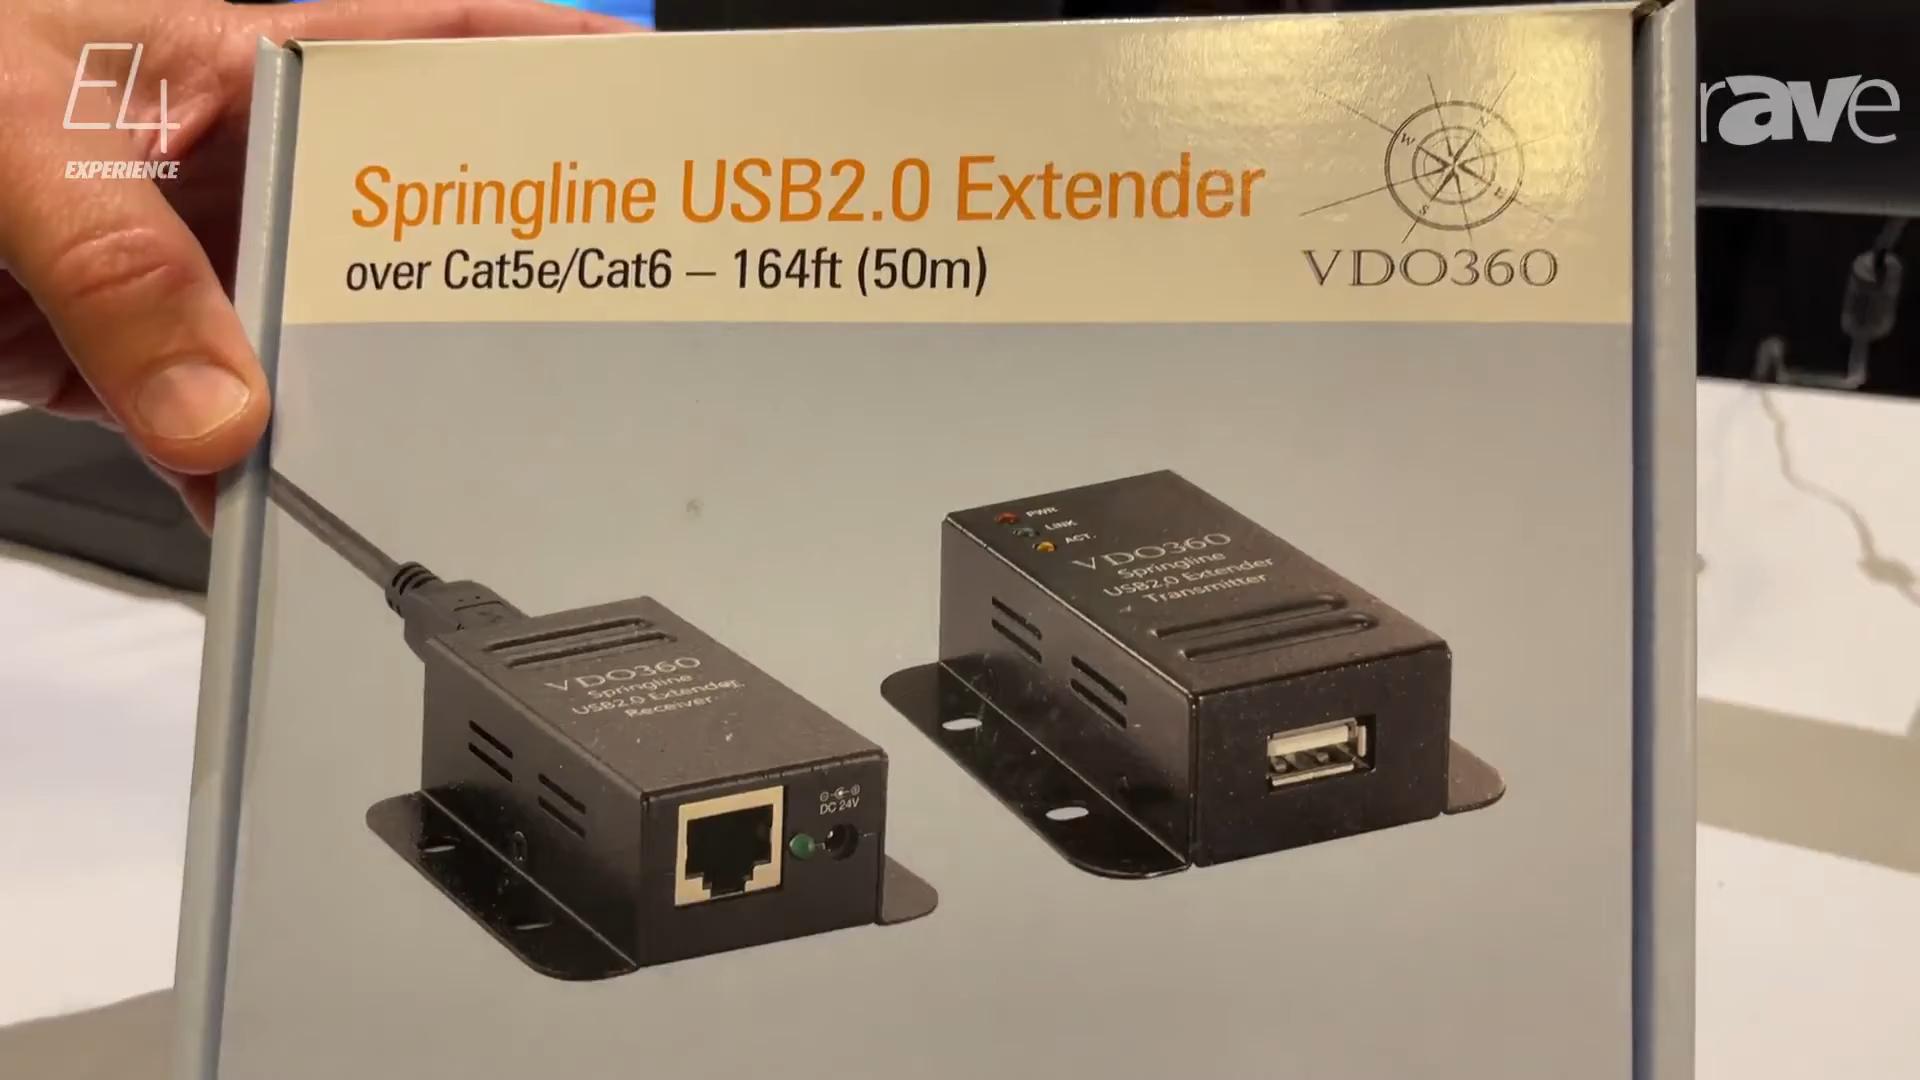 E4
EXPERIENCE
rAVe
Springline USB2.0 Extender
over Cat5e/Cat6 – 164ft (50m)
N
W
E
S
VDO360
PWR
LINK
ACT.
VDO360
Springline
USB2.0 Extender
Transmitter
VDO360
Springline
USB2.0 Extender
Receiver
DC 24V